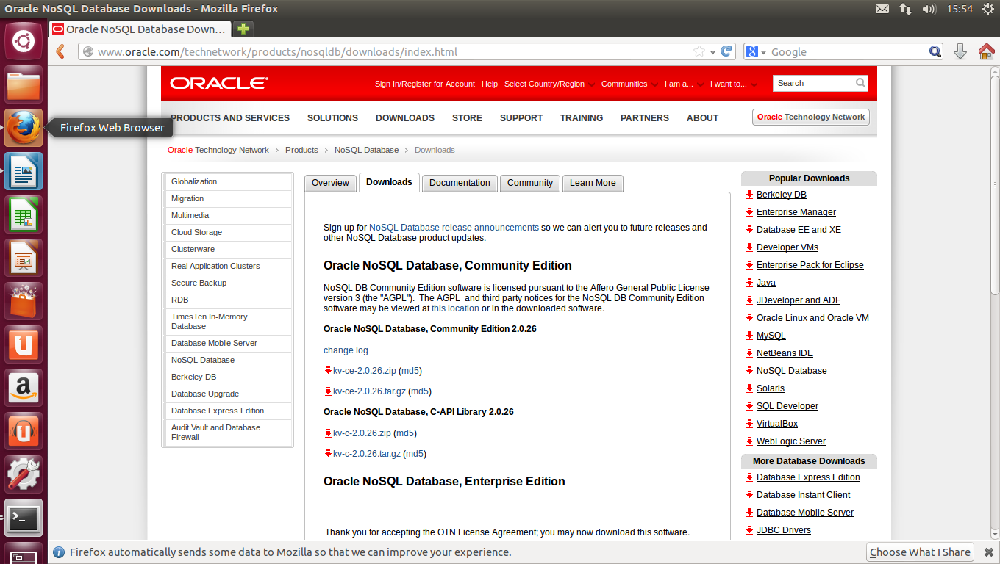 Oracle NoSQL Database Downloads - Mozilla Firefox
15:54
Oracle NoSQL Database Down...
www.oracle.com/technetwork/products/nosqldb/downloads/index.html
Google
ORACLE
Sign In/Register for Account Help Select Country/Region Communities I am a... I want to...
Search
PRODUCTS AND SERVICES SOLUTIONS DOWNLOADS STORE SUPPORT TRAINING PARTNERS ABOUT
Oracle Technology Network
Firefox Web Browser
Oracle Technology Network > Products > NoSQL Database > Downloads
Globalization
Migration
Multimedia
Cloud Storage
Clusterware
Real Application Clusters
Secure Backup
RDB
TimesTen In-Memory
Database
Database Mobile Server
NoSQL Database
Berkeley DB
Database Upgrade
Database Express Edition
Audit Vault and Database
Firewall
Overview Downloads Documentation Community Learn More
Sign up for NoSQL Database release announcements so we can alert you to future releases and
other NoSQL Database product updates.
Oracle NoSQL Database, Community Edition
NoSQL DB Community Edition software is licensed pursuant to the Affero General Public License
version 3 (the "AGPL"). The AGPL and third party notices for the NoSQL DB Community Edition
software may be viewed at this location or in the downloaded software.
Oracle NoSQL Database, Community Edition 2.0.26
change log
kv-ce-2.0.26.zip (md5)
kv-ce-2.0.26.tar.gz (md5)
Oracle NoSQL Database, C-API Library 2.0.26
kv-c-2.0.26.zip (md5)
kv-c-2.0.26.tar.gz (md5)
Oracle NoSQL Database, Enterprise Edition
Thank you for accepting the OTN License Agreement; you may now download this software.
Popular Downloads
Berkeley DB
Enterprise Manager
Database EE and XE
Developer VMs
Enterprise Pack for Eclipse
Java
JDeveloper and ADF
Oracle Linux and Oracle VM
MySQL
NetBeans IDE
NoSQL Database
Solaris
SQL Developer
VirtualBox
WebLogic Server
More Database Downloads
Database Express Edition
Database Instant Client
Database Mobile Server
JDBC Drivers
Firefox automatically sends some data to Mozilla so that we can improve your experience.
Choose What I Share